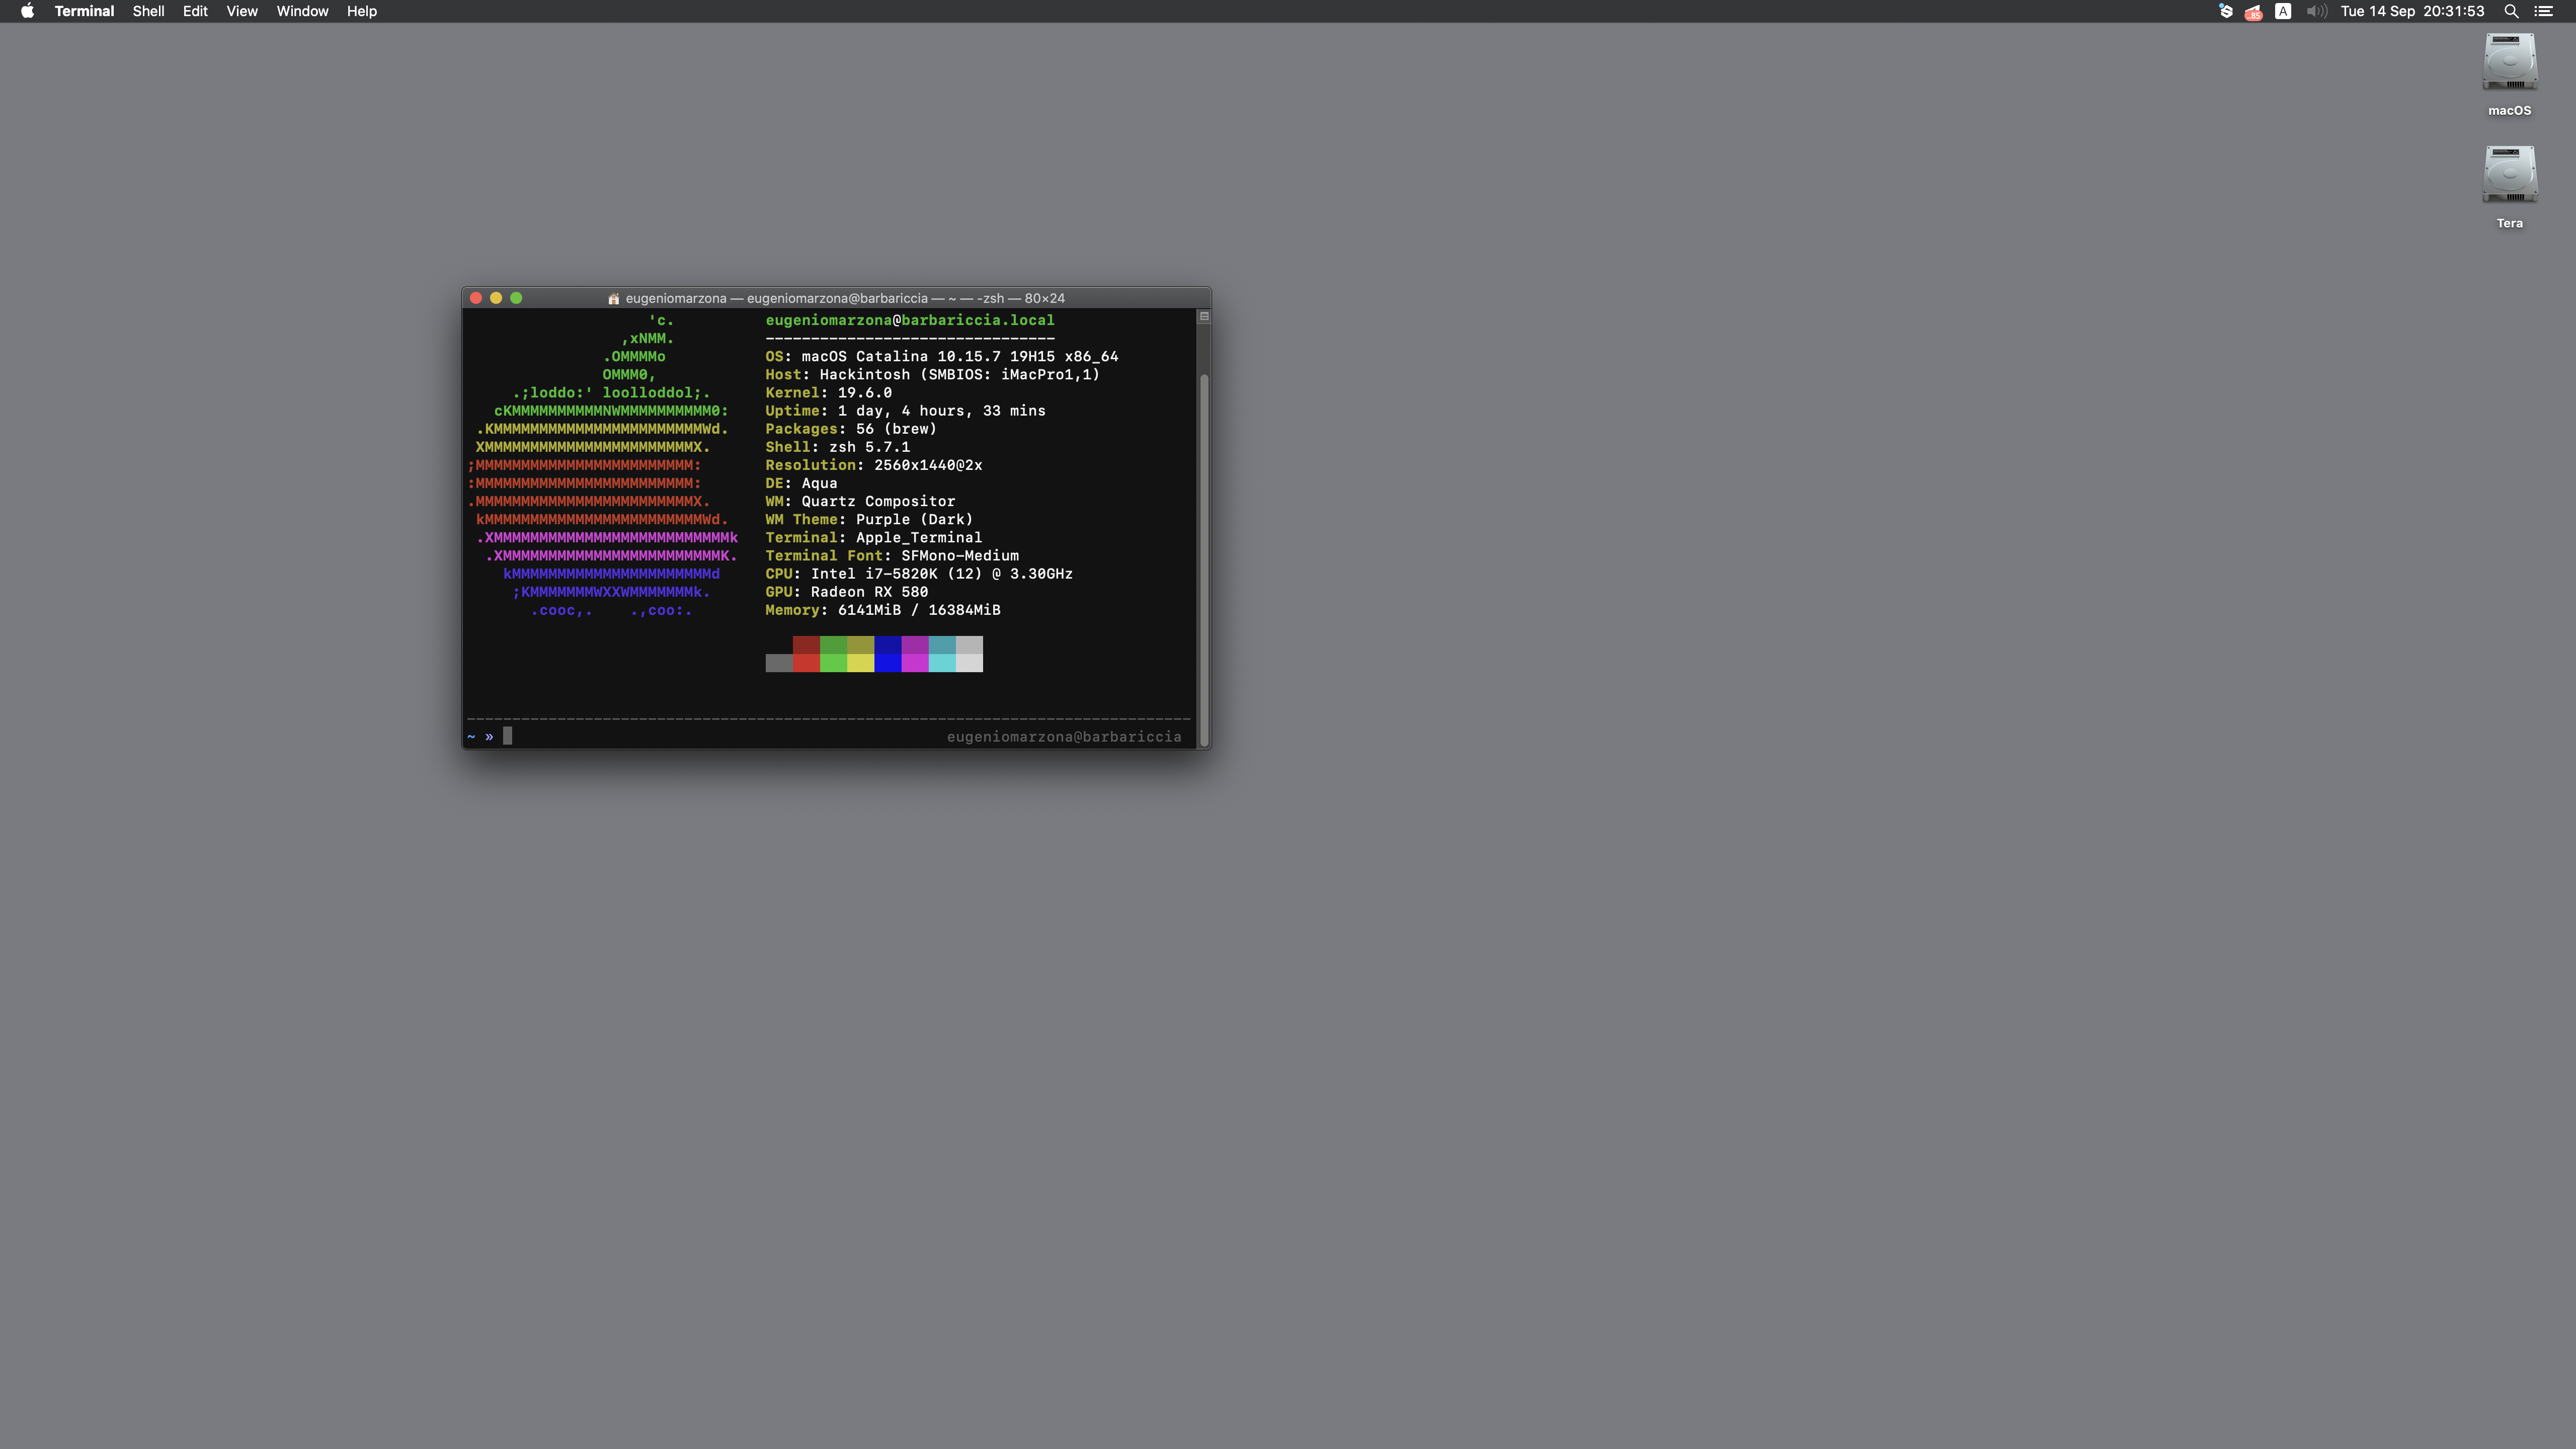 Terminal Shell Edit View Window Help
.85 A Tue 14 Sep 20:31:53
macOS
Tera
eugeniomarzona — eugeniomarzona@barbariccia — ~ — -zsh — 80×24
'c. eugeniomarzona@barbariccia.local
,xNMM. --------------------------------
.OMMMMo OS: macOS Catalina 10.15.7 19H15 x86_64
OMMM0, Host: Hackintosh (SMBIOS: iMacPro1,1)
.;loddo:' loolloddol;. Kernel: 19.6.0
cKMMMMMMMMMMNWMMMMMMMMMM0: Uptime: 1 day, 4 hours, 33 mins
.KMMMMMMMMMMMMMMMMMMMMMMMWd. Packages: 56 (brew)
XMMMMMMMMMMMMMMMMMMMMMMMX. Shell: zsh 5.7.1
;MMMMMMMMMMMMMMMMMMMMMMMM: Resolution: 2560x1440@2x
:MMMMMMMMMMMMMMMMMMMMMMMM: DE: Aqua
.MMMMMMMMMMMMMMMMMMMMMMMMX. WM: Quartz Compositor
kMMMMMMMMMMMMMMMMMMMMMMMMWd. WM Theme: Purple (Dark)
.XMMMMMMMMMMMMMMMMMMMMMMMMMMk Terminal: Apple_Terminal
.XMMMMMMMMMMMMMMMMMMMMMMMMK. Terminal Font: SFMono-Medium
kMMMMMMMMMMMMMMMMMMMMMMd CPU: Intel i7-5820K (12) @ 3.30GHz
;KMMMMMMMWXXWMMMMMMMk. GPU: Radeon RX 580
.cooc,. .,coo:. Memory: 6141MiB / 16384MiB
--------------------------------------------------------------------------------
~ » eugeniomarzona@barbariccia